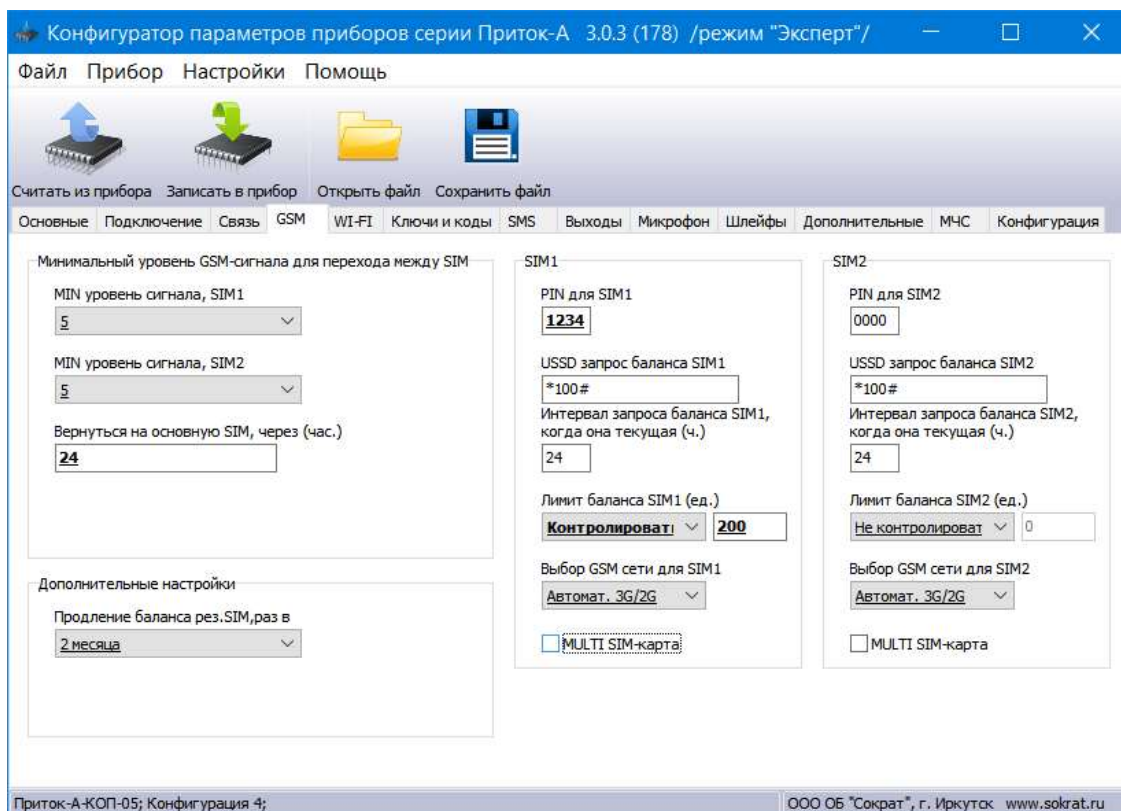 Конфигуратор параметров приборов серии Приток-А 3.0.3 (178) /режим "Эксперт"/
Файл Прибор Настройки Помощь
Считать из прибора Записать в прибор Открыть файл Сохранить файл
Основные Подключение Связь GSM WI-FI Ключи и коды SMS Выходы Микрофон Шлейфы Дополнительные МЧС Конфигурация
Минимальный уровень GSM-сигнала для перехода между SIM
MIN уровень сигнала, SIM1
5
MIN уровень сигнала, SIM2
5
Вернуться на основную SIM, через (час.)
24
Дополнительные настройки
Продление баланса рез.SIM,раз в
2 месяца
SIM1
PIN для SIM1
1234
USSD запрос баланса SIM1
*100#
Интервал запроса баланса SIM1,
когда она текущая (ч.)
24
Лимит баланса SIM1 (ед.)
Контролироват 200
Выбор GSM сети для SIM1
Автомат. 3G/2G
MULTI SIM-карта
SIM2
PIN для SIM2
0000
USSD запрос баланса SIM2
*100#
Интервал запроса баланса SIM2,
когда она текущая (ч.)
24
Лимит баланса SIM2 (ед.)
Не контролироват 0
Выбор GSM сети для SIM2
Автомат. 3G/2G
MULTI SIM-карта
Приток-А-КОП-05; Конфигурация 4;
ООО ОБ "Сократ", г. Иркутск www.sokrat.ru